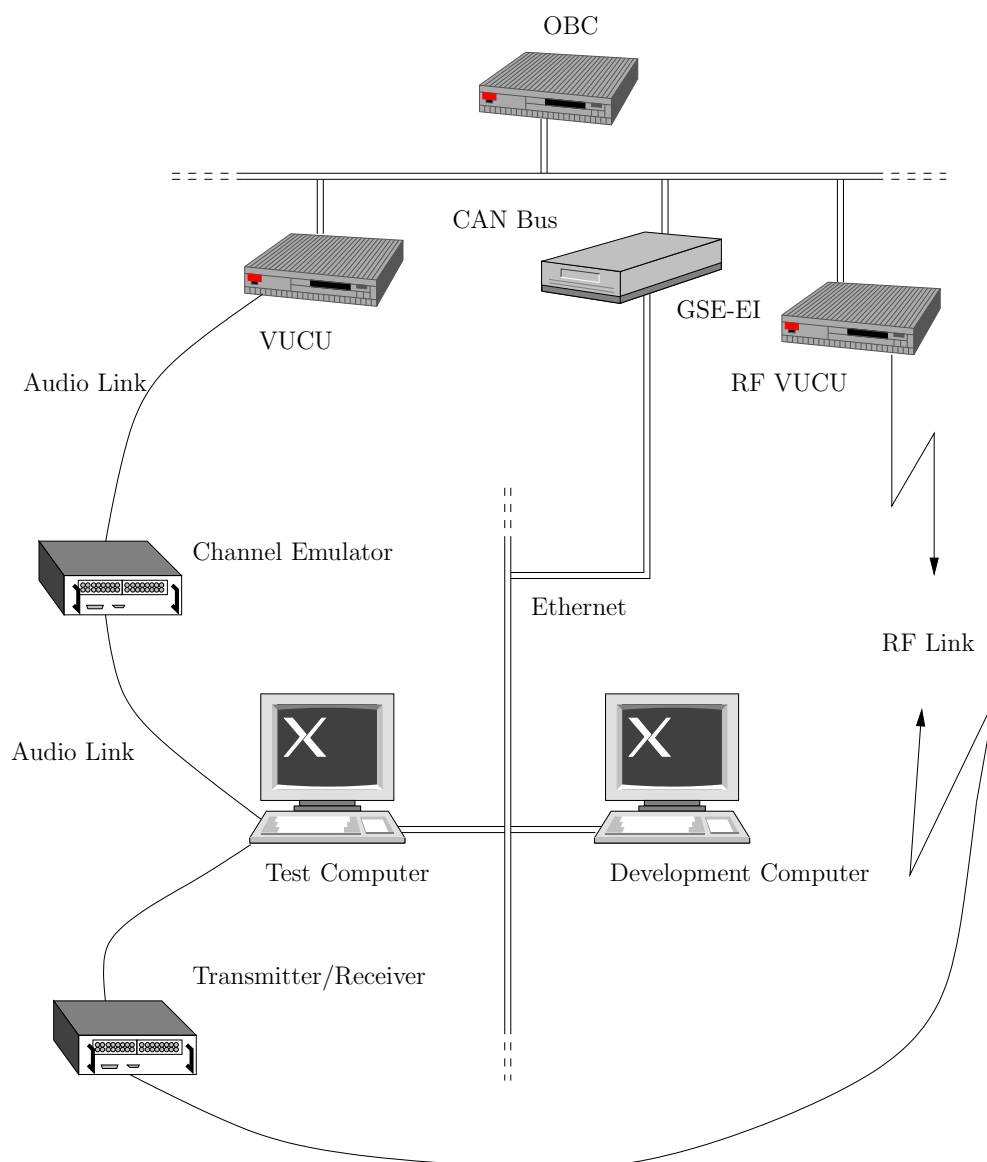 OBC
CAN Bus
GSE-EI
VUCU
RF VUCU
Audio Link
Channel Emulator
Ethernet
RF Link
Audio Link
Test Computer
Development Computer
Transmitter/Receiver